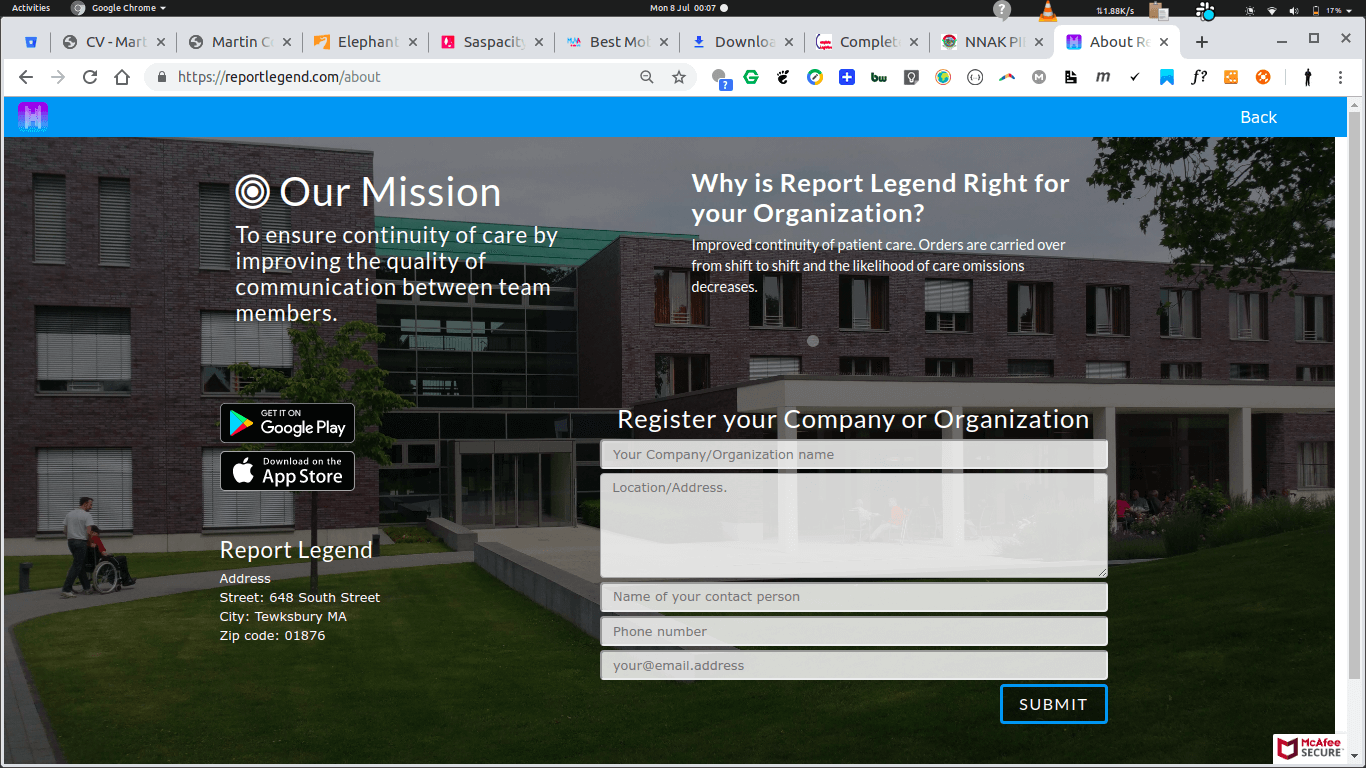 Activities
Google Chrome
Mon 8 Jul 00:07
?
⇅1.88K/s
17 %
CV - Mart
Martin Co
Elephant
Saspacity
Best Mob
Downloa
Complet
NNAK
About Re
https://reportlegend.com/about
?
bw
m
f?
Back
Our Mission
To ensure continuity of care by
improving the quality of
communication between team
members.
Why is Report Legend Right for
your Organization?
Improved continuity of patient care. Orders are carried over
from shift to shift and the likelihood of care omissions
decreases.
GET IT ON
Google Play
Download on the
App Store
Report Legend
Address
Street: 648 South Street
City: Tewksbury MA
Zip code: 01876
Register your Company or Organization
Your Company/Organization name
Location/Address.
Name of your contact person
Phone number
your@email.address
SUBMIT
McAfee
SECURE